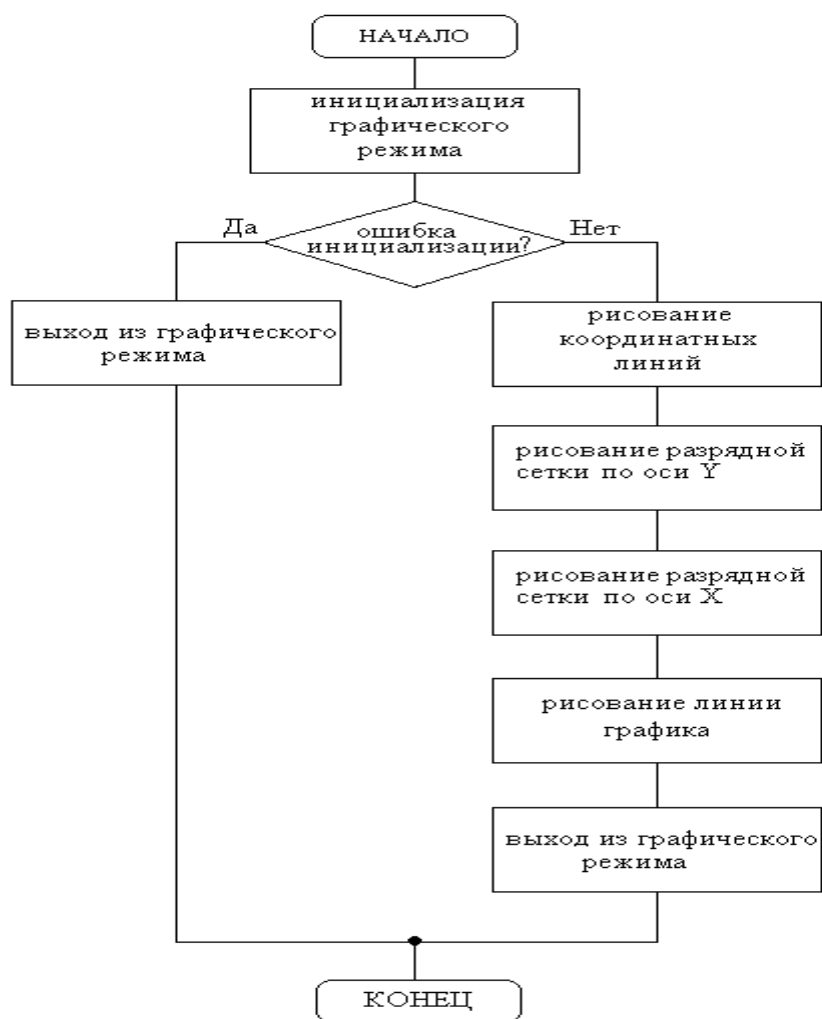 НАЧАЛО
инициализация
графического
режима
ошибка
инициализации?
Да
Нет
выход из графического
режима
рисование
координатных
линий
рисование разрядной
сетки по оси Y
рисование разрядной
сетки по оси X
рисование линии
графика
выход из графического
режима
КОНЕЦ